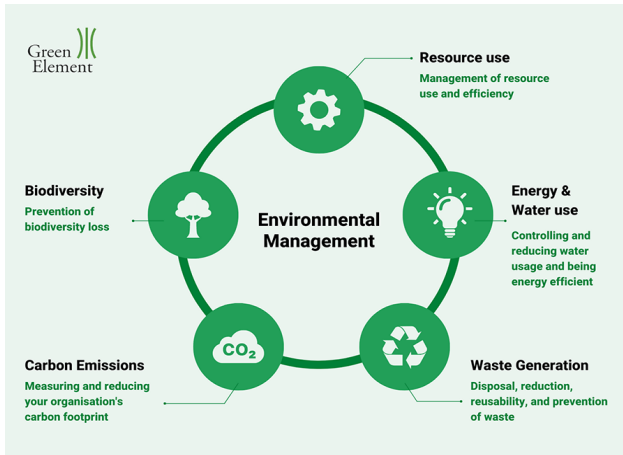 Green
Element
Resource use
Management of resource
use and efficiency
Biodiversity
Prevention of
biodiversity loss
Environmental
Management
Energy &
Water use
Controlling and
reducing water
usage and being
energy efficient
CO₂
Carbon Emissions
Measuring and reducing
your organisation's
carbon footprint
Waste Generation
Disposal, reduction,
reusability, and prevention
of waste